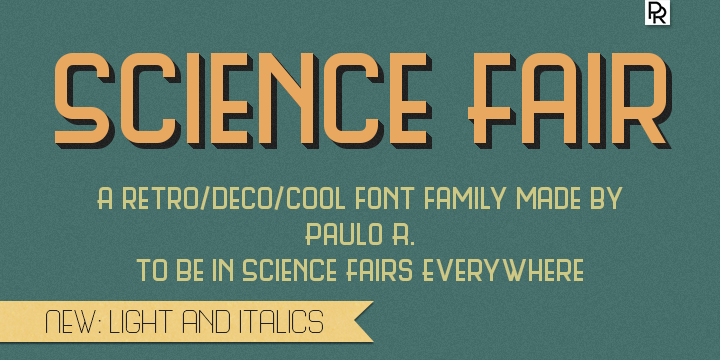 PR
SCIENCE FAIR
A RETRO/DECO/COOL FONT FAMILY MADE BY
PAULO R.
TO BE IN SCIENCE FAIRS EVERYWHERE
NEW: LIGHT AND ITALICS